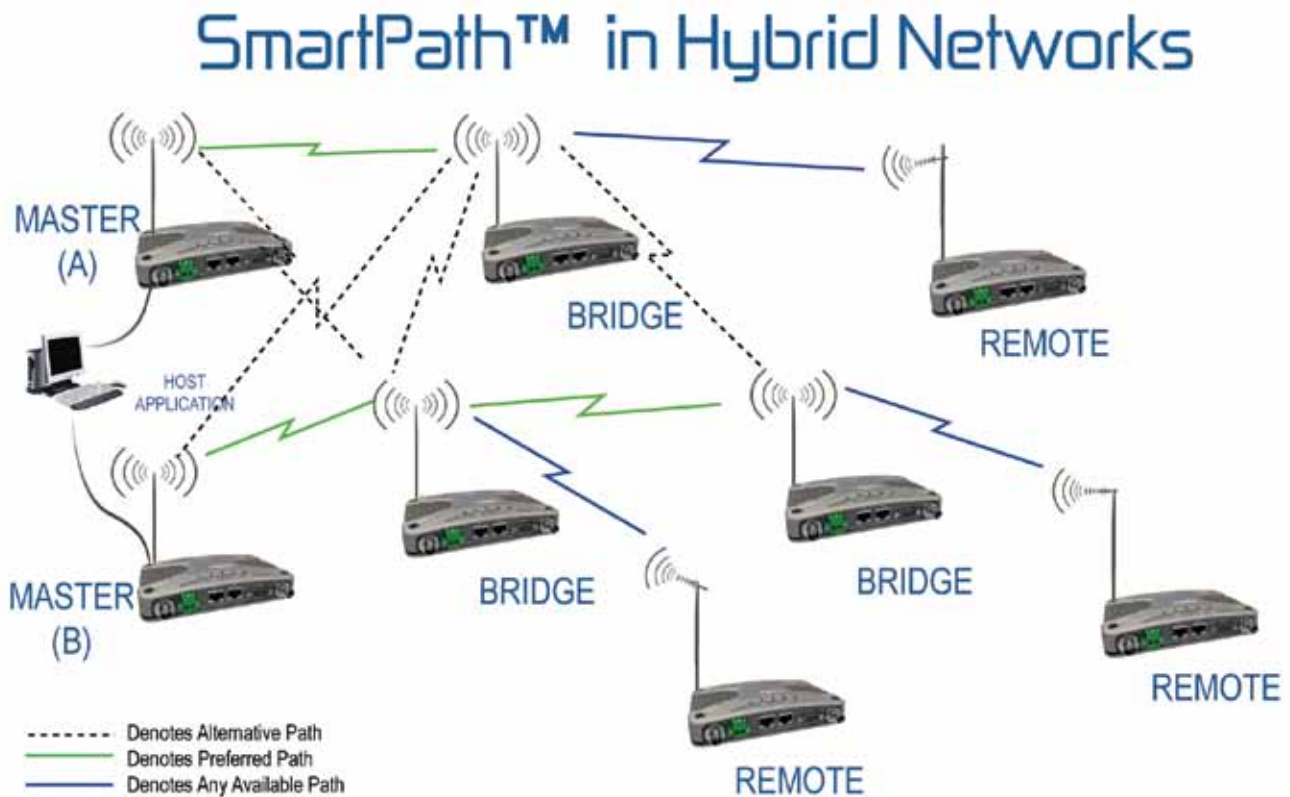 SmartPath™ in Hybrid Networks
MASTER
(A)
BRIDGE
REMOTE
HOST
APPLICATION
MASTER
(B)
BRIDGE
BRIDGE
REMOTE
REMOTE
Denotes Alternative Path
Denotes Preferred Path
Denotes Any Available Path